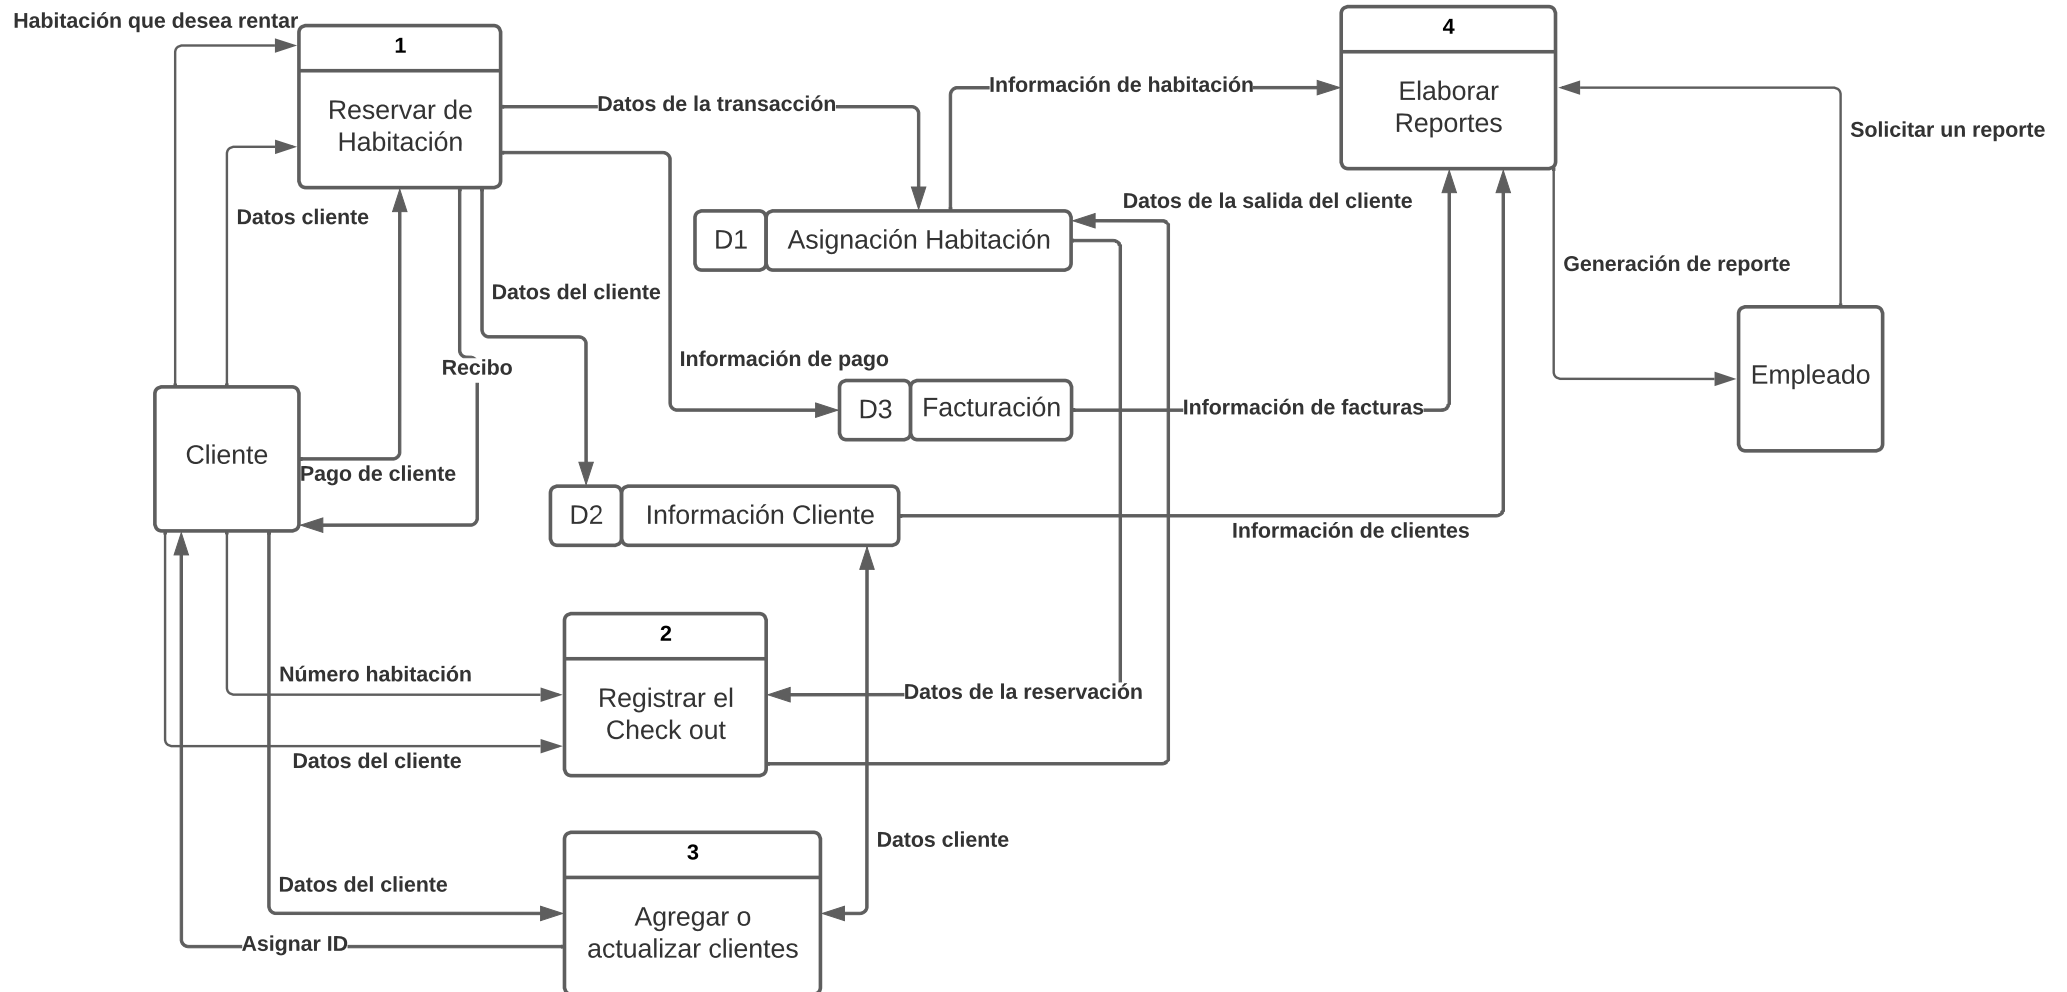 Habitación que desea rentar
1
Reservar de
Habitación
4
Elaborar
Reportes
Información de habitación
Datos de la transacción
Solicitar un reporte
Datos de la salida del cliente
Datos cliente
D1
Asignación Habitación
Generación de reporte
Datos del cliente
Información de pago
Recibo
Empleado
D3
Facturación
Información de facturas
Cliente
Pago de cliente
D2
Información Cliente
Información de clientes
2
Registrar el
Check out
Número habitación
Datos de la reservación
Datos del cliente
3
Agregar o
actualizar clientes
Datos cliente
Datos del cliente
Asignar ID